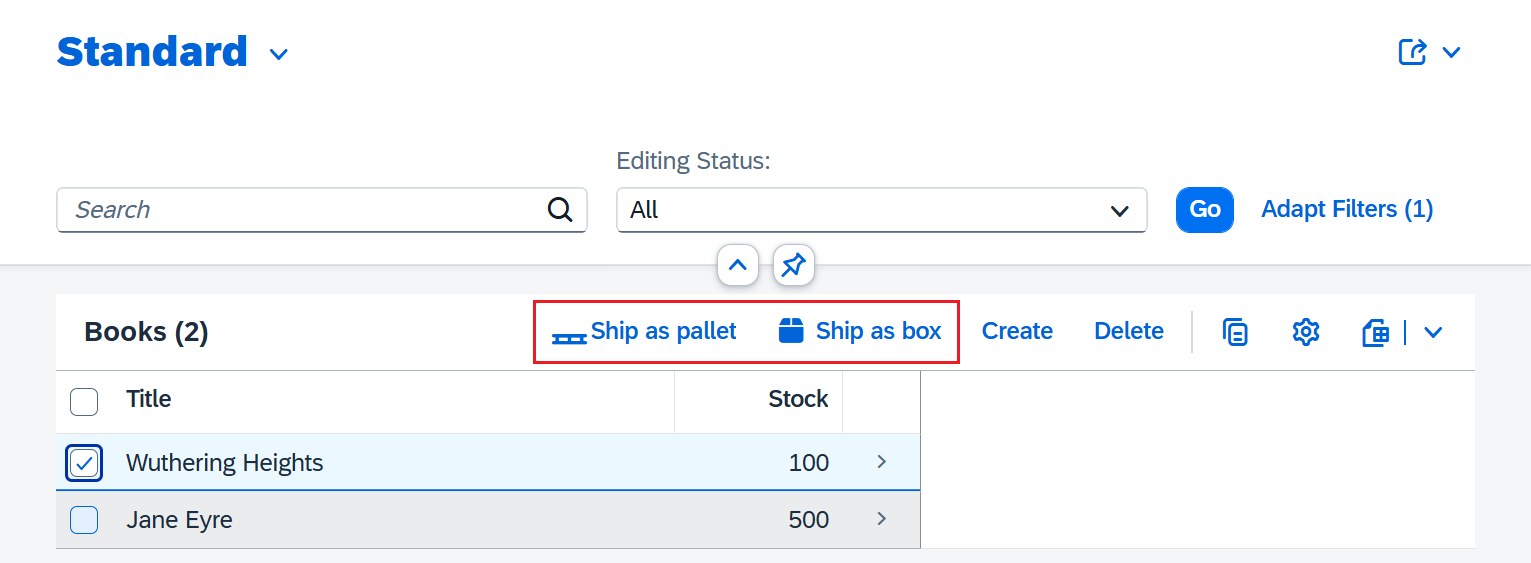 Standard
Editing Status:
Search
All
Go
Adapt Filters (1)
Books (2)
Ship as pallet
Ship as box
Create
Delete
Title Stock
Wuthering Heights 100
Jane Eyre 500